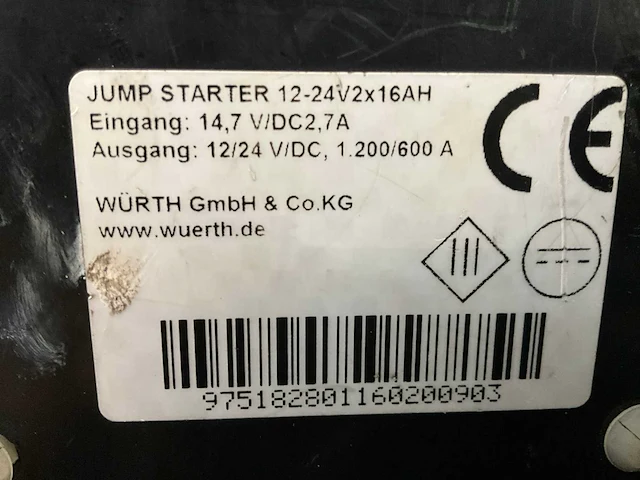 JUMP STARTER 12-24V2x16AH
Eingang: 14,7 V/DC2,7A
Ausgang: 12/24 V/DC, 1.200/600 A
CE
WÜRTH GmbH & Co.KG
www.wuerth.de
975182801160200903